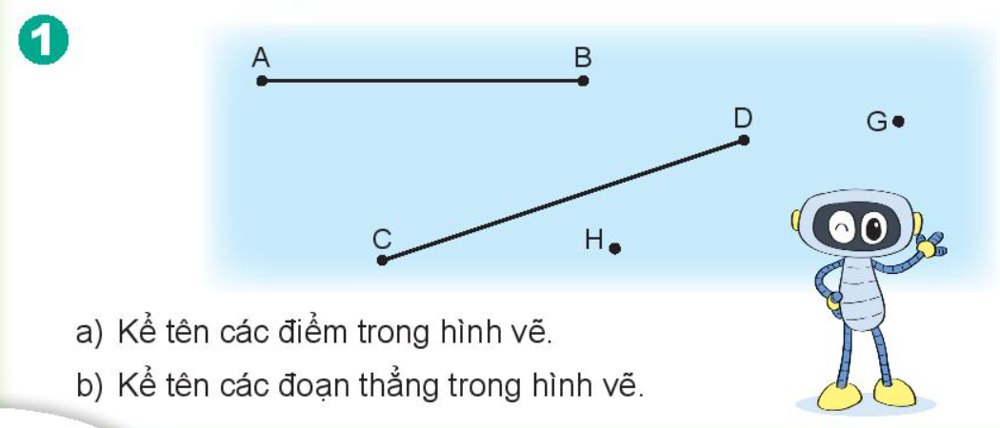 1
A B
D G
C H
a) Kể tên các điểm trong hình vẽ.
b) Kể tên các đoạn thẳng trong hình vẽ.